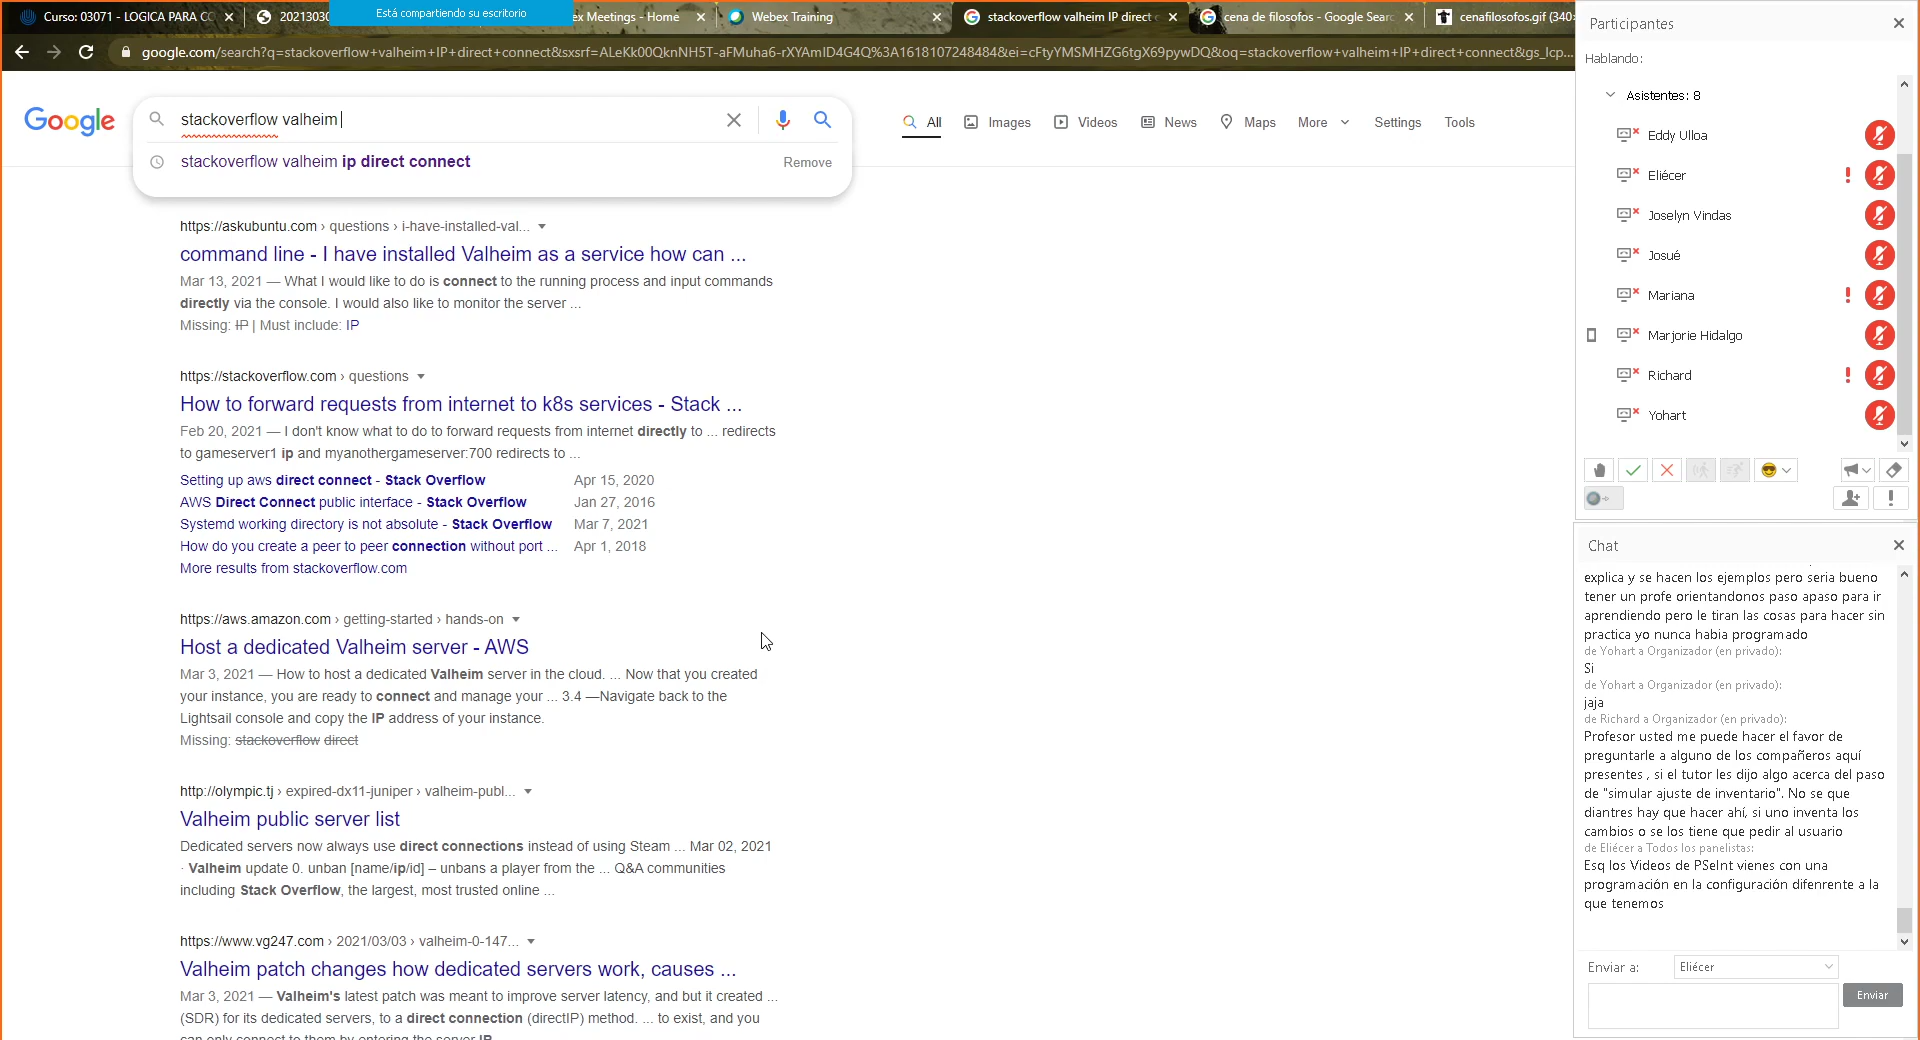 Curso: 03071 - LOGICA PARA CC
20213030
Está compartiendo su escritorio
ex Meetings - Home
Webex Training
stackoverflow valheim IP direct c
cena de filosofos - Google Searc
cenafilosofos.gif (340×
google.com/search?q=stackoverflow+valheim+IP+direct+connect&sxsrf=ALeKk00QknNH5T-aFMuha6-rXYAmID4G4Q%3A1618107248484&ei=cFtyYMSMHZG6tgX69pywDQ&oq=stackoverflow+valheim+IP+direct+connect&gs_lcp...
Google
stackoverflow valheim
stackoverflow valheim ip direct connect
Remove
All
Images
Videos
News
Maps
More
Settings
Tools
https://askubuntu.com › questions › i-have-installed-val...
command line - I have installed Valheim as a service how can ...
Mar 13, 2021 — What I would like to do is connect to the running process and input commands
directly via the console. I would also like to monitor the server ...
Missing: IP | Must include: IP
https://stackoverflow.com › questions
How to forward requests from internet to k8s services - Stack ...
Feb 20, 2021 — I don't know what to do to forward requests from internet directly to ... redirects
to gameserver1 ip and myanothergameserver:700 redirects to ...
Setting up aws direct connect - Stack Overflow Apr 15, 2020
AWS Direct Connect public interface - Stack Overflow Jan 27, 2016
Systemd working directory is not absolute - Stack Overflow Mar 7, 2021
How do you create a peer to peer connection without port ... Apr 1, 2018
More results from stackoverflow.com
https://aws.amazon.com › getting-started › hands-on
Host a dedicated Valheim server - AWS
Mar 3, 2021 — How to host a dedicated Valheim server in the cloud. ... Now that you created
your instance, you are ready to connect and manage your ... 3.4 —Navigate back to the
Lightsail console and copy the IP address of your instance.
Missing: stackoverflow direct
http://olympic.tj › expired-dx11-juniper › valheim-publ...
Valheim public server list
Dedicated servers now always use direct connections instead of using Steam ... Mar 02, 2021
· Valheim update 0. unban [name/ip/id] – unbans a player from the ... Q&A communities
including Stack Overflow, the largest, most trusted online ...
https://www.vg247.com › 2021/03/03 › valheim-0-147...
Valheim patch changes how dedicated servers work, causes ...
Mar 3, 2021 — Valheim's latest patch was meant to improve server latency, and but it created ...
(SDR) for its dedicated servers, to a direct connection (directIP) method. ... to exist, and you
can only connect to them by entering the server IP
Participantes
Hablando:
Asistentes: 8
Eddy Ulloa
Eliécer
Joselyn Vindas
Josué
Mariana
Marjorie Hidalgo
Richard
Yohart
Chat
explica y se hacen los ejemplos pero seria bueno
tener un profe orientandonos paso apaso para ir
aprendiendo pero le tiran las cosas para hacer sin
practica yo nunca habia programado
de Yohart a Organizador (en privado):
Si
de Yohart a Organizador (en privado):
jaja
de Richard a Organizador (en privado):
Profesor usted me puede hacer el favor de
preguntarle a alguno de los compañeros aquí
presentes , si el tutor les dijo algo acerca del paso
de "simular ajuste de inventario". No se que
diantres hay que hacer ahí, si uno inventa los
cambios o se los tiene que pedir al usuario
de Eliécer a Todos los panelistas:
Esq los Videos de PSeInt vienes con una
programación en la configuración difenrente a la
que tenemos
Enviar a:
Eliécer
Enviar